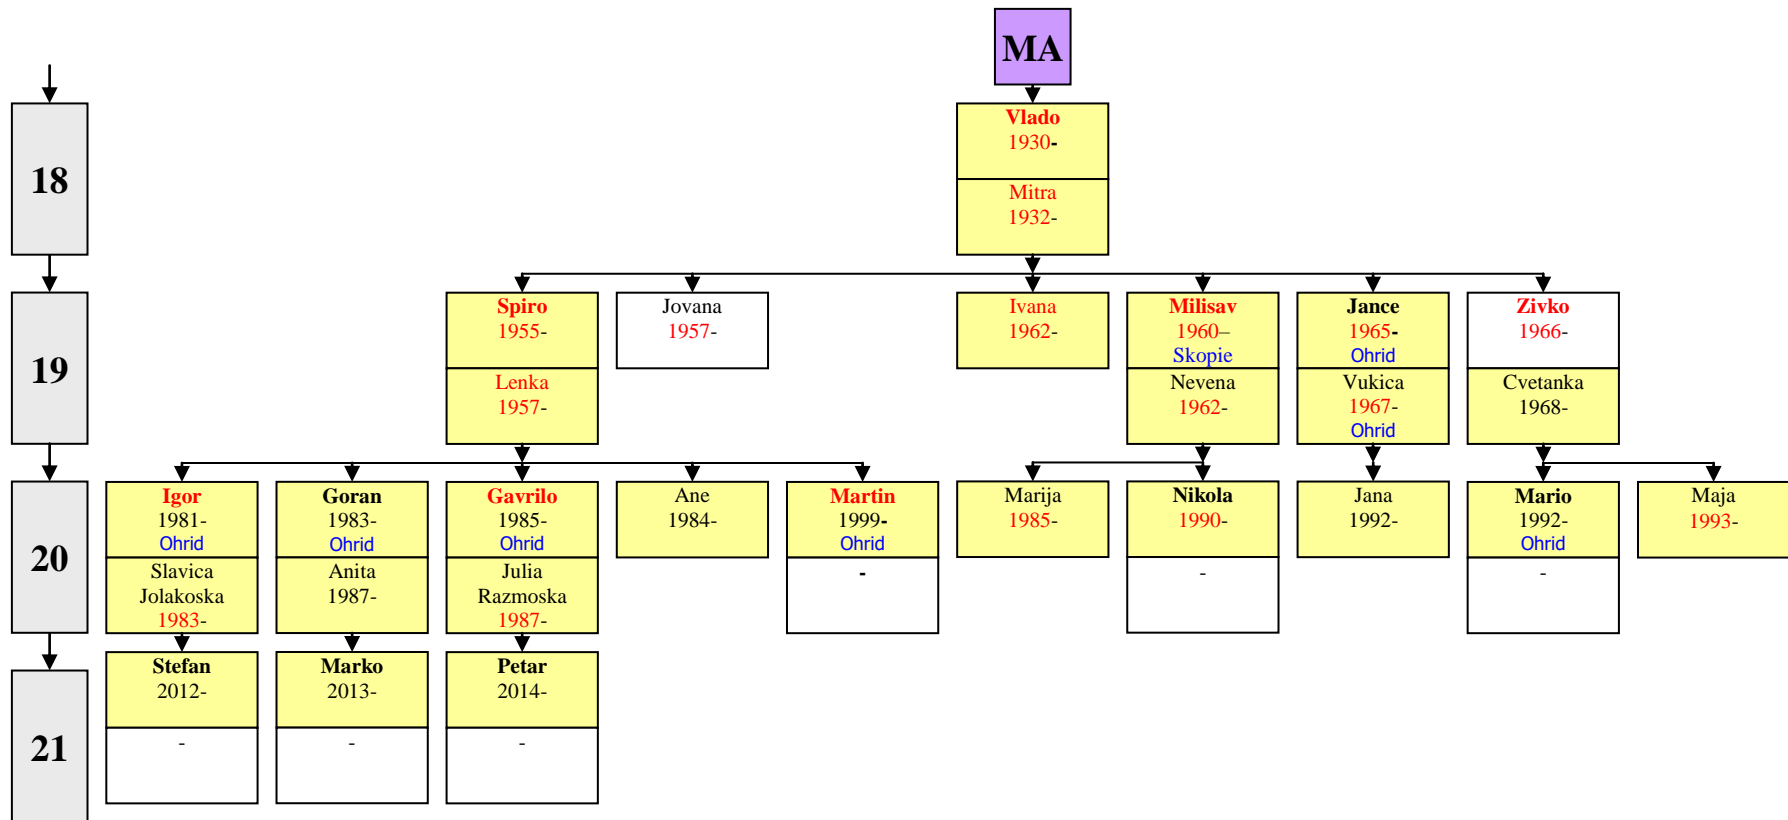 MA
18
Vlado
1930-
Mitra
1932-
19
Spiro
1955-
Lenka
1957-
Jovana
1957-
Ivana
1962-
Milisav
1960–
Skopie
Nevena
1962-
Jance
1965-
Ohrid
Vukica
1967-
Ohrid
Zivko
1966-
Cvetanka
1968-
20
Igor
1981-
Ohrid
Slavica
Jolakoska
1983-
Goran
1983-
Ohrid
Anita
1987-
Gavrilo
1985-
Ohrid
Julia
Razmoska
1987-
Ane
1984-
Martin
1999-
Ohrid
-
Marija
1985-
Nikola
1990-
-
Jana
1992-
Mario
1992-
Ohrid
-
Maja
1993-
21
Stefan
2012-
-
Marko
2013-
-
Petar
2014-
-